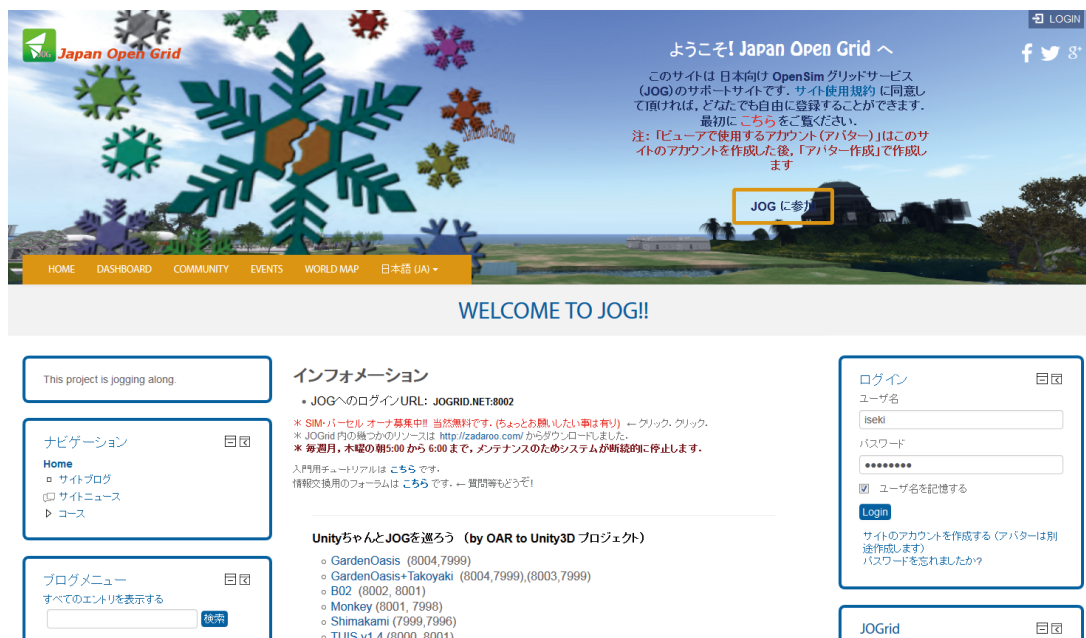 LOGIN
JOG
Japan Open Grid
ようこそ! Japan Open Grid へ
このサイトは 日本向け OpenSim グリッドサービス
(JOG)のサポートサイトです. サイト使用規約 に同意し
て頂ければ, どなたでも自由に登録することができます.
最初に こちら をご覧ください.
注: 「ビューアで使用するアカウント(アバター)」はこのサ
イトのアカウントを作成した後, 「アバター作成」で作成し
ます
SandBox
JOG に参加
HOME DASHBOARD COMMUNITY EVENTS WORLD MAP 日本語 (JA)
WELCOME TO JOG!!
This project is jogging along.
ナビゲーション
Home
サイトブログ
サイトニュース
コース
ブログメニュー
すべてのエントリを表示する
検索
インフォメーション
• JOGへのログインURL: JOGRID.NET:8002
* SIM・パーセル オーナ募集中!! 当然無料です. (ちょっとお願いしたい事は有り) ←クリック. クリック.
* JOGrid 内の幾つかのリソースは http://zadaroo.com/ からダウンロードしました.
* 毎週月, 木曜の朝5:00 から 6:00 まで, メンテナンスのためシステムが断続的に停止します.
入門用チュートリアルは こちら です.
情報交換用のフォーラムは こちら です. ← 質問等もどうぞ!
UnityちゃんとJOGを巡ろう (by OAR to Unity3D プロジェクト)
GardenOasis (8004,7999)
GardenOasis+Takoyaki (8004,7999),(8003,7999)
B02 (8002, 8001)
Monkey (8001, 7998)
Shimakami (7999,7996)
TUIS v1.4 (8000, 8001)
ログイン
ユーザ名
iseki
パスワード
ユーザ名を記憶する
Login
サイトのアカウントを作成する (アバターは別
途作成します)
パスワードを忘れましたか?
JOGrid